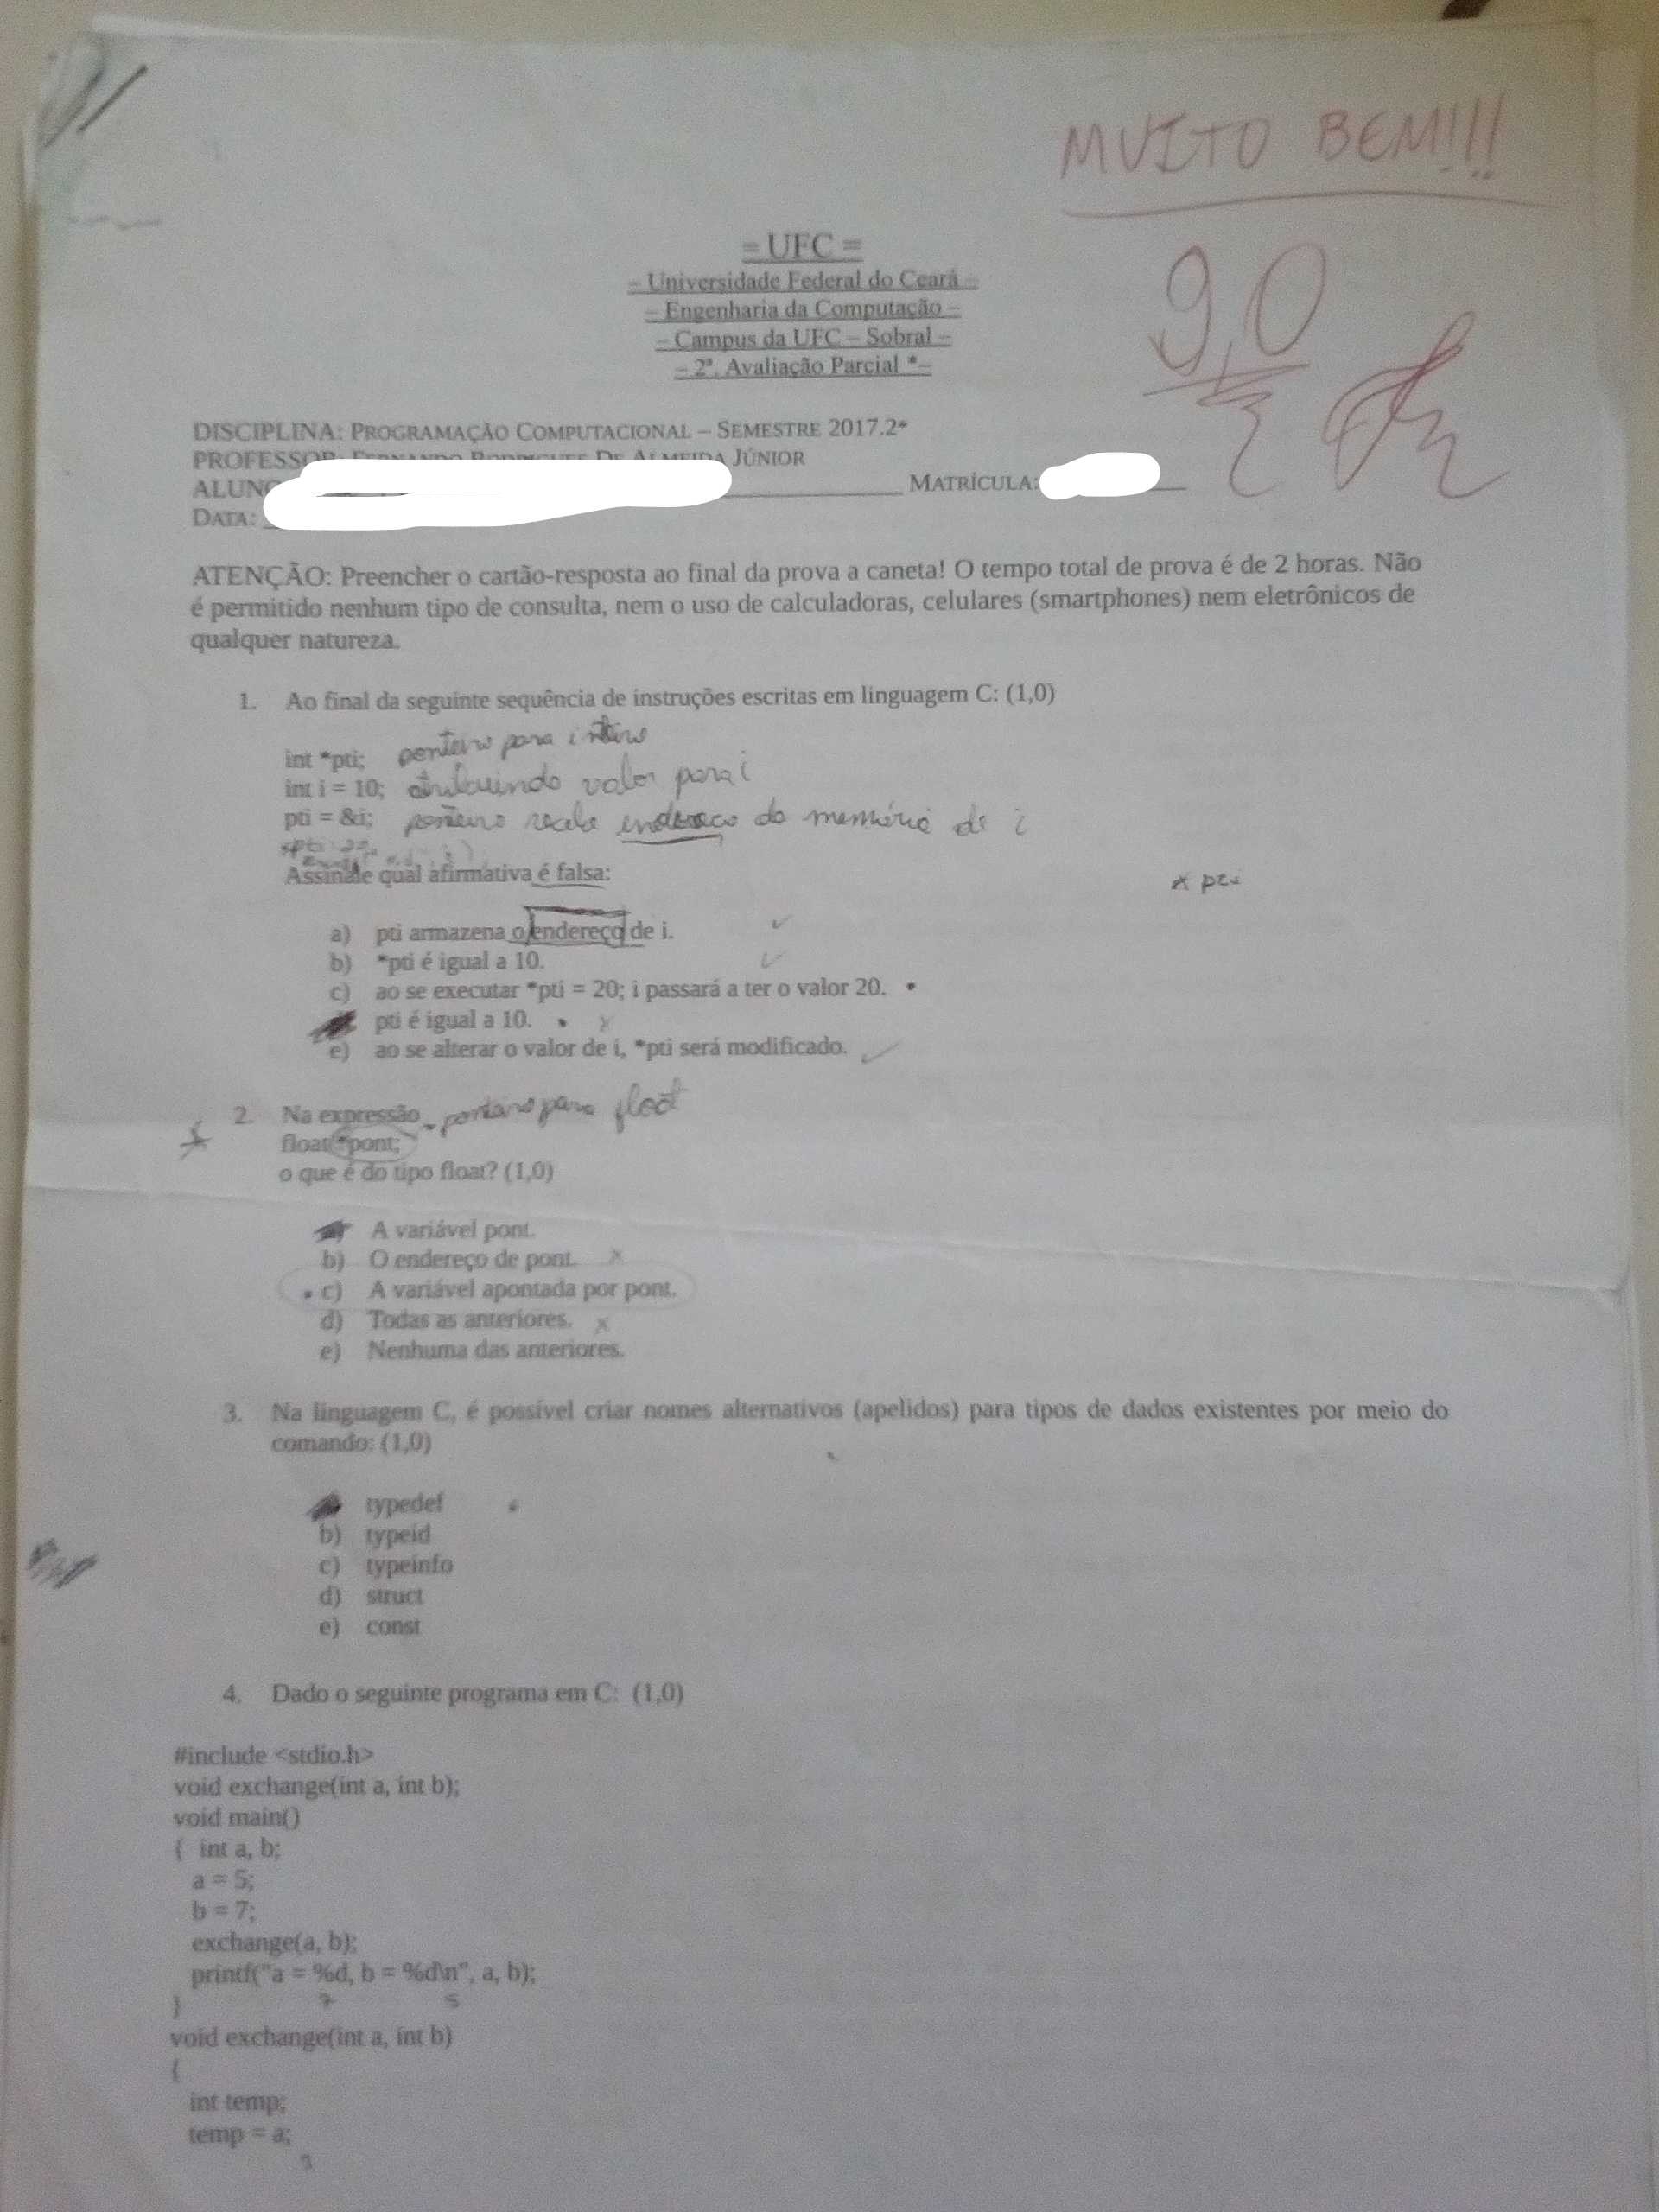 MUITO BEM!!!
= UFC =
– Universidade Federal do Ceará –
– Engenharia da Computação –
– Campus da UFC – Sobral –
– 2ª. Avaliação Parcial *–
9,0
DISCIPLINA: PROGRAMAÇÃO COMPUTACIONAL – SEMESTRE 2017.2*
PROFESSOR: FERNANDO RODRIGUES DE ALMEIDA JÚNIOR
ALUNO MATRÍCULA:
DATA:
ATENÇÃO: Preencher o cartão-resposta ao final da prova a caneta! O tempo total de prova é de 2 horas. Não
é permitido nenhum tipo de consulta, nem o uso de calculadoras, celulares (smartphones) nem eletrônicos de
qualquer natureza.
1. Ao final da seguinte sequência de instruções escritas em linguagem C: (1,0)
int *pti; ponteiro para inteiro
int i = 10; atribuindo valor para i
pti = &i; ponteiro recebe endereço de memória de i
Assinale qual afirmativa é falsa:
* pti
a) pti armazena o endereço de i.
b) *pti é igual a 10.
c) ao se executar *pti = 20; i passará a ter o valor 20.
pti é igual a 10. x
e) ao se alterar o valor de i, *pti será modificado.
2. Na expressão ponteiro para float
float *pont;
o que é do tipo float? (1,0)
A variável pont.
b) O endereço de pont. x
c) A variável apontada por pont.
d) Todas as anteriores. x
e) Nenhuma das anteriores.
3. Na linguagem C, é possível criar nomes alternativos (apelidos) para tipos de dados existentes por meio do
comando: (1,0)
typedef
b) typeid
c) typeinfo
d) struct
e) const
4. Dado o seguinte programa em C: (1,0)
#include <stdio.h>
void exchange(int a, int b);
void main()
{ int a, b;
a = 5;
b = 7;
exchange(a, b);
printf("a = %d, b = %d\n", a, b);
} 7 5
void exchange(int a, int b)
{
int temp;
temp = a;